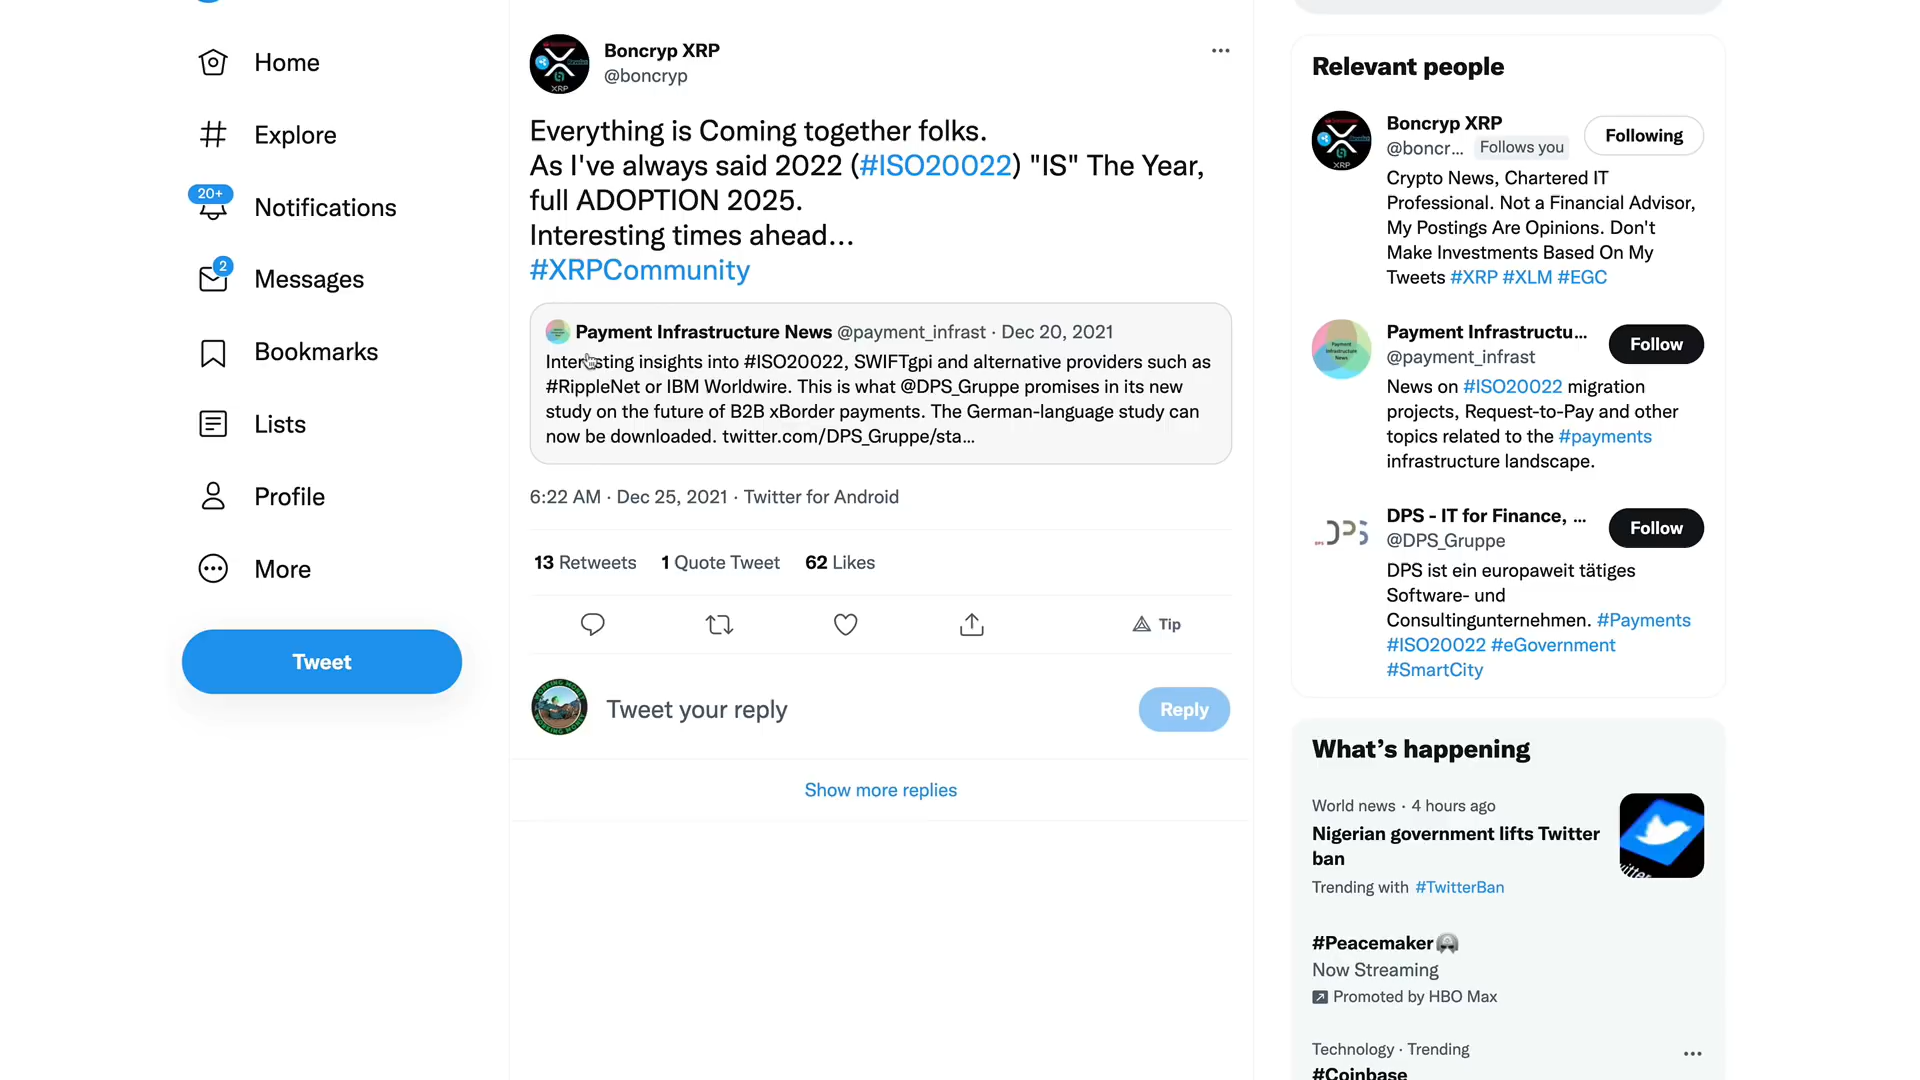 Home
Explore
20+
Notifications
2
Messages
Bookmarks
Lists
Profile
More
Tweet
Boncryp XRP
@boncryp
Everything is Coming together folks.
As I've always said 2022 (#ISO20022) "IS" The Year,
full ADOPTION 2025.
Interesting times ahead...
#XRPCommunity
Payment Infrastructure News @payment_infrast · Dec 20, 2021
Interesting insights into #ISO20022, SWIFTgpi and alternative providers such as
#RippleNet or IBM Worldwire. This is what @DPS_Gruppe promises in its new
study on the future of B2B xBorder payments. The German-language study can
now be downloaded. twitter.com/DPS_Gruppe/sta...
6:22 AM · Dec 25, 2021 · Twitter for Android
13 Retweets 1 Quote Tweet 62 Likes
Tip
Tweet your reply
Reply
Show more replies
Relevant people
Boncryp XRP
@boncr... Follows you
Following
Crypto News, Chartered IT
Professional. Not a Financial Advisor,
My Postings Are Opinions. Don't
Make Investments Based On My
Tweets #XRP #XLM #EGC
Payment Infrastructu...
@payment_infrast
Follow
News on #ISO20022 migration
projects, Request-to-Pay and other
topics related to the #payments
infrastructure landscape.
DPS - IT for Finance, ...
@DPS_Gruppe
Follow
DPS ist ein europaweit tätiges
Software- und
Consultingunternehmen. #Payments
#ISO20022 #eGovernment
#SmartCity
What's happening
World news · 4 hours ago
Nigerian government lifts Twitter
ban
Trending with #TwitterBan
#Peacemaker
Now Streaming
Promoted by HBO Max
Technology · Trending
#Coinbase